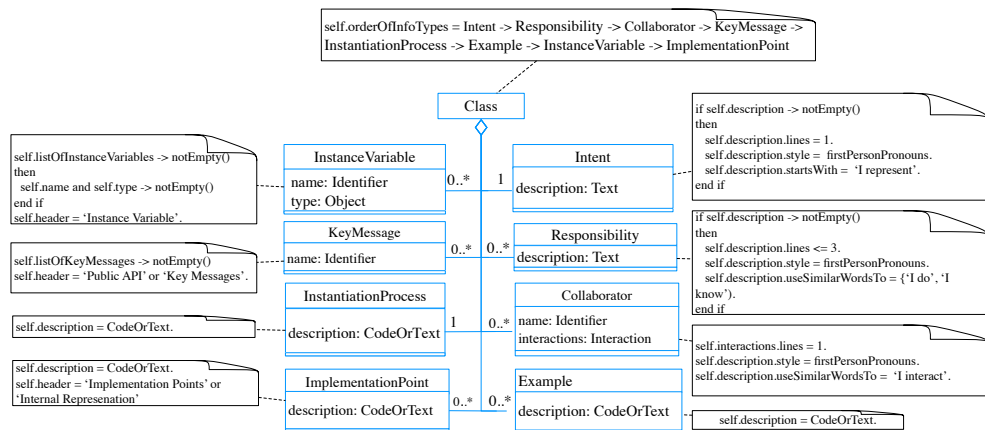 self.orderOfInfoTypes = Intent -> Responsibility -> Collaborator -> KeyMessage ->
InstantiationProcess -> Example -> InstanceVariable -> ImplementationPoint
Class
self.listOfInstanceVariables -> notEmpty()
then
self.name and self.type -> notEmpty()
end if
self.header = ‘Instance Variable’.
InstanceVariable
name: Identifier
type: Object
0..*
1
Intent
description: Text
if self.description -> notEmpty()
then
self.description.lines = 1.
self.description.style = firstPersonPronouns.
self.description.startsWith = ‘I represent’.
end if
self.listOfKeyMessages -> notEmpty()
self.header = ‘Public API’ or ‘Key Messages’.
KeyMessage
name: Identifier
0..*
0..*
Responsibility
description: Text
if self.description -> notEmpty()
then
self.description.lines <= 3.
self.description.style = firstPersonPronouns.
self.description.useSimilarWordsTo = {‘I do’, ‘I
know’).
end if
self.description = CodeOrText.
InstantiationProcess
description: CodeOrText
1
0..*
Collaborator
name: Identifier
interactions: Interaction
self.interactions.lines = 1.
self.description.style = firstPersonPronouns.
self.description.useSimilarWordsTo = ‘I interact’.
self.description = CodeOrText.
self.header = ‘Implementation Points’ or
‘Internal Represenation’
ImplementationPoint
description: CodeOrText
0..*
0..*
Example
description: CodeOrText
self.description = CodeOrText.